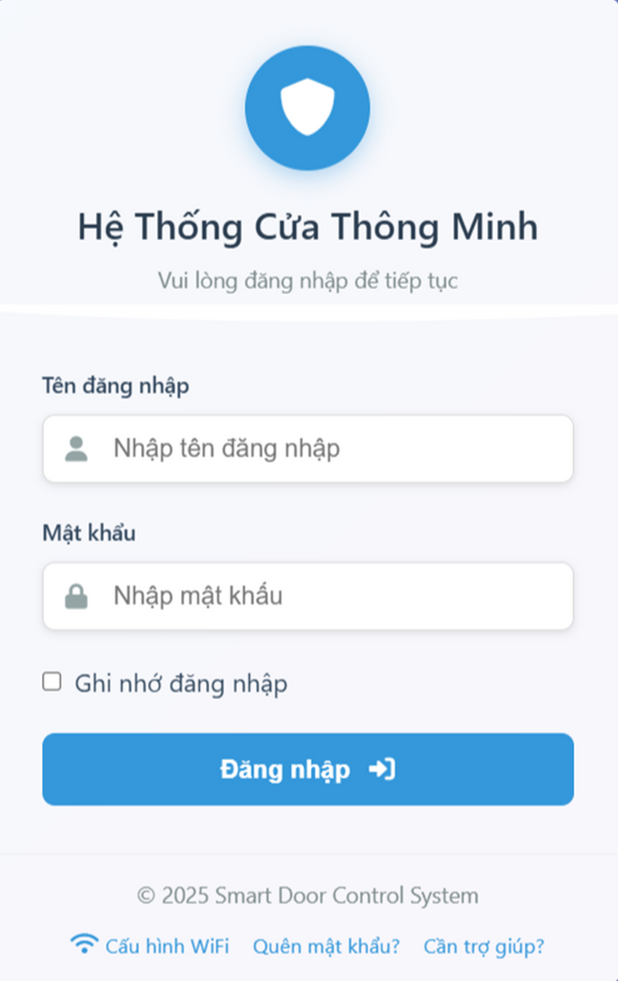 Hệ Thống Cửa Thông Minh
Vui lòng đăng nhập để tiếp tục
Tên đăng nhập
Nhập tên đăng nhập
Mật khẩu
Nhập mật khẩu
Ghi nhớ đăng nhập
Đăng nhập
© 2025 Smart Door Control System
Cấu hình WiFi Quên mật khẩu? Cần trợ giúp?